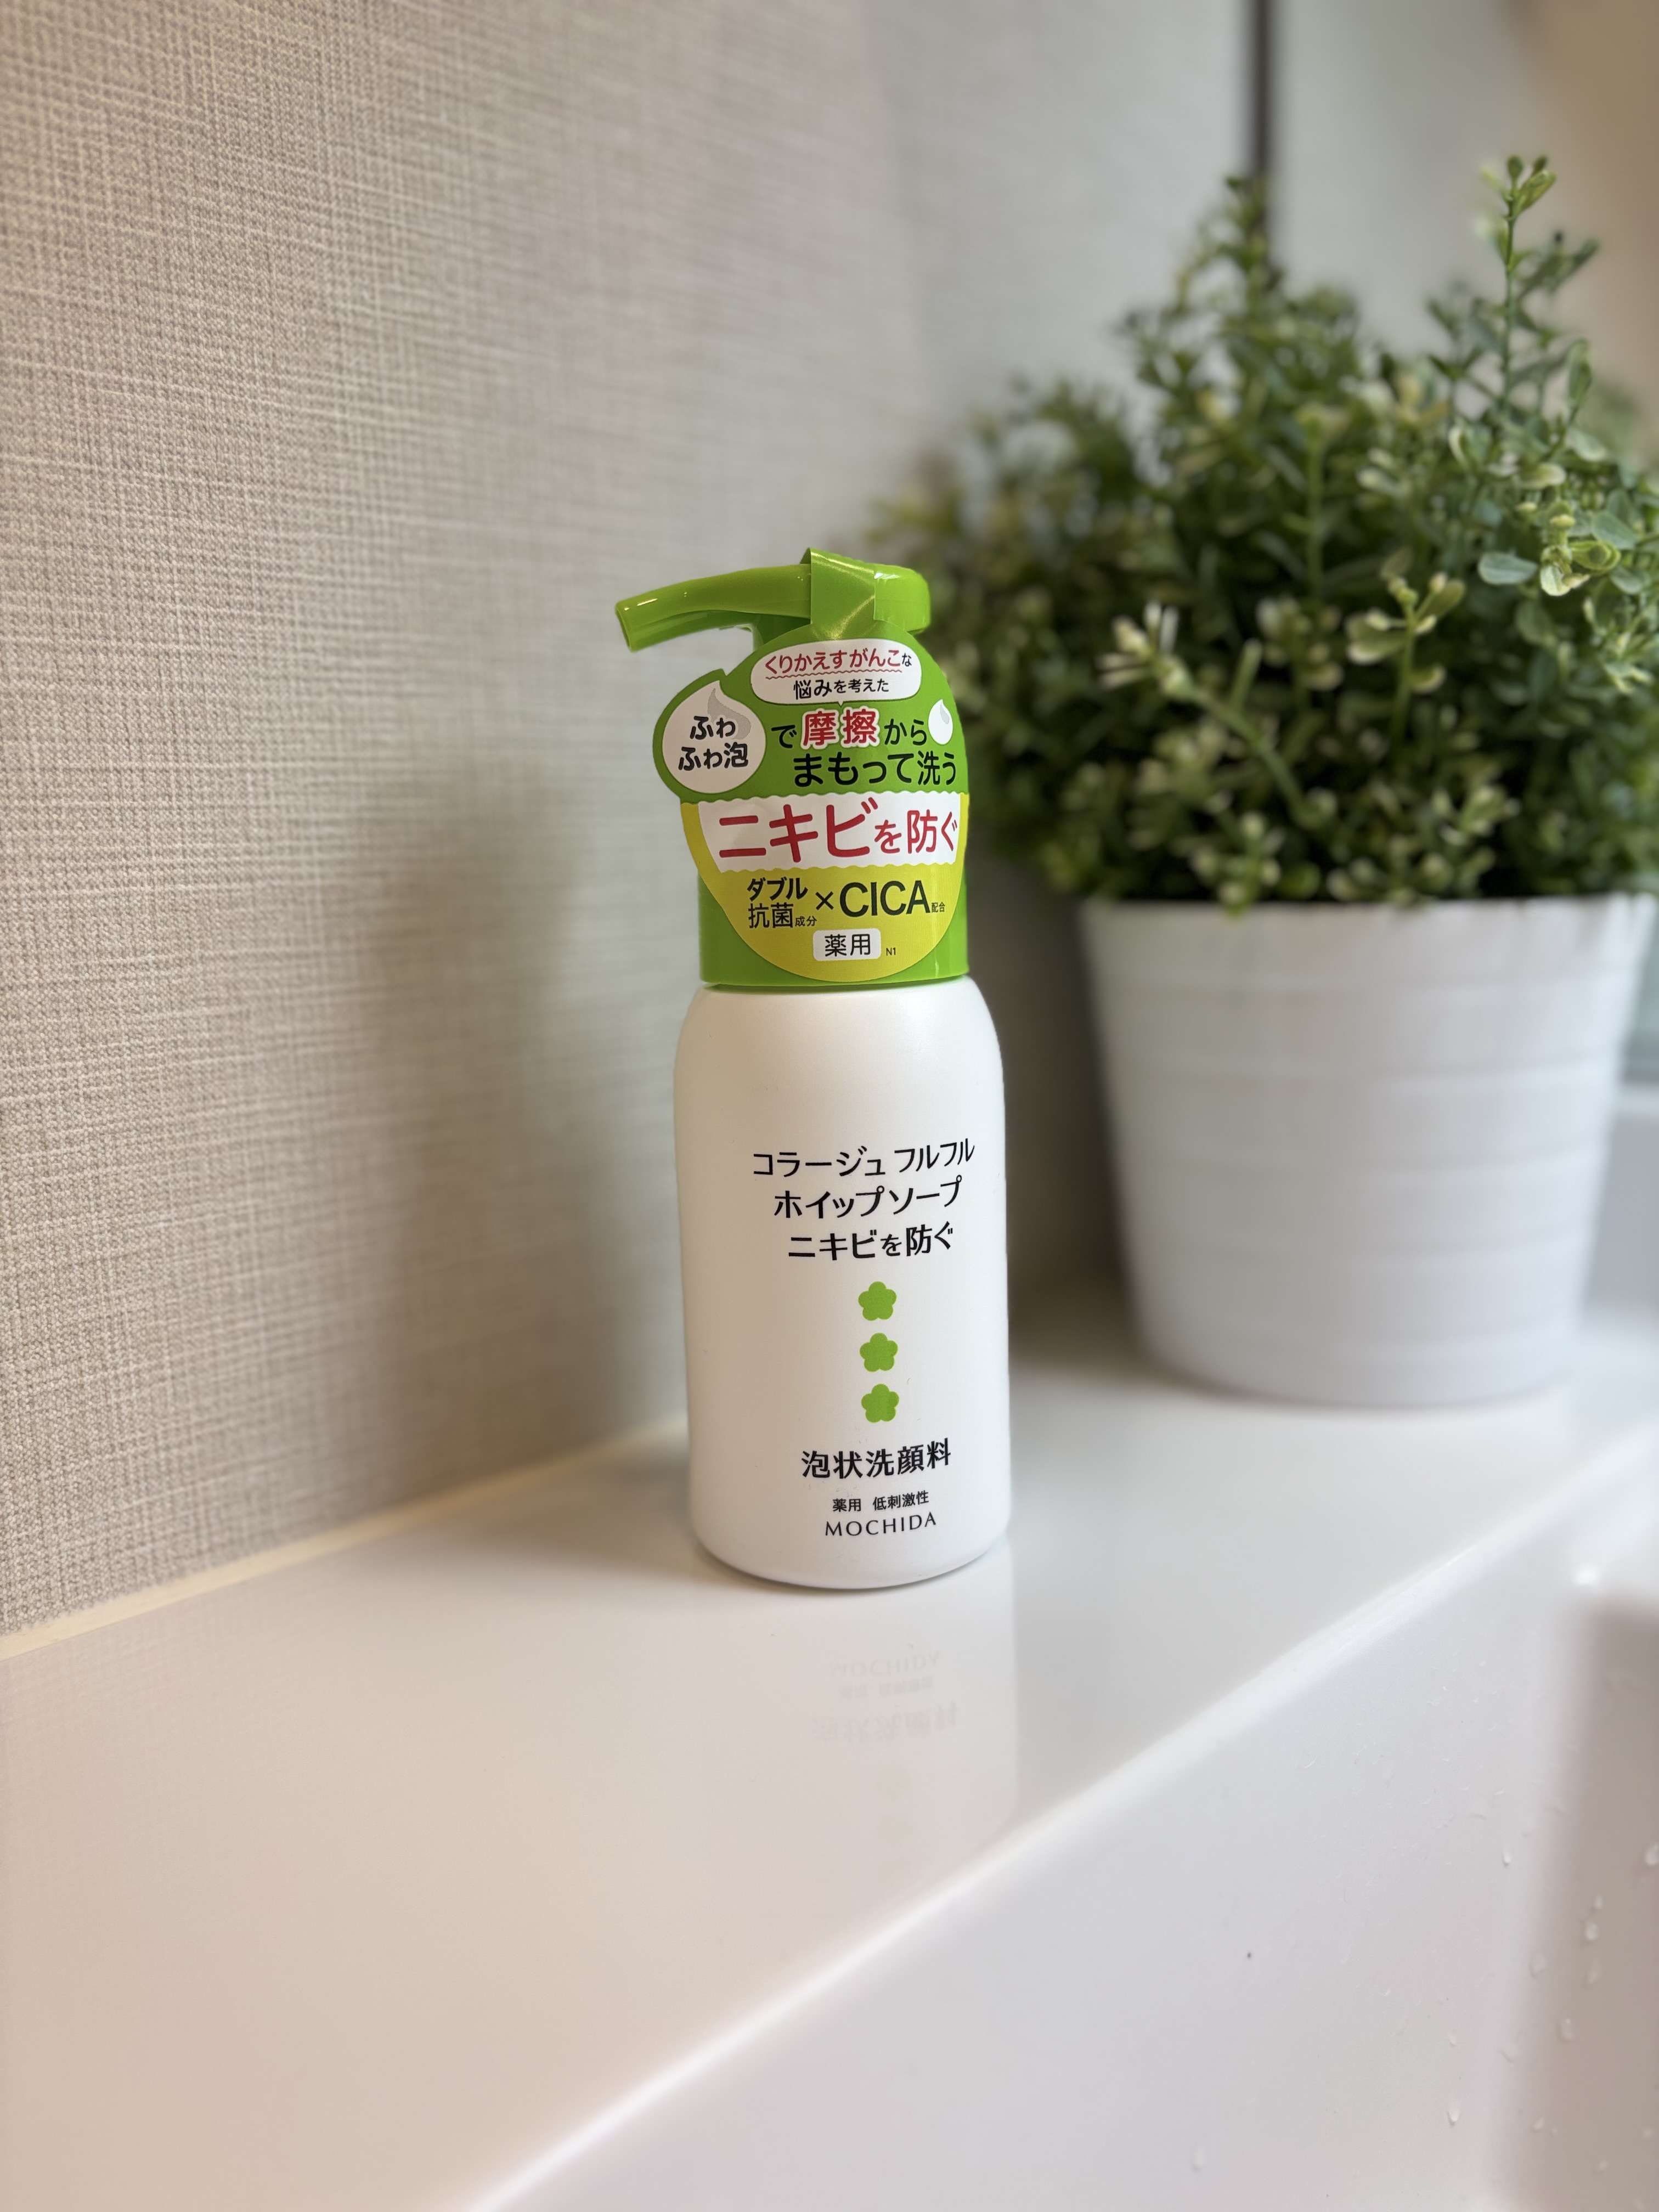 くりかえすがんこな
悩みを考えた
ふわ
ふわ泡
で摩擦から
まもって洗う
ニキビを防ぐ
ダブル
抗菌成分×CICA配合
薬用 N1
コラージュフルフル
ホイップソープ
ニキビを防ぐ
泡状洗顔料
薬用 低刺激性
MOCHIDA